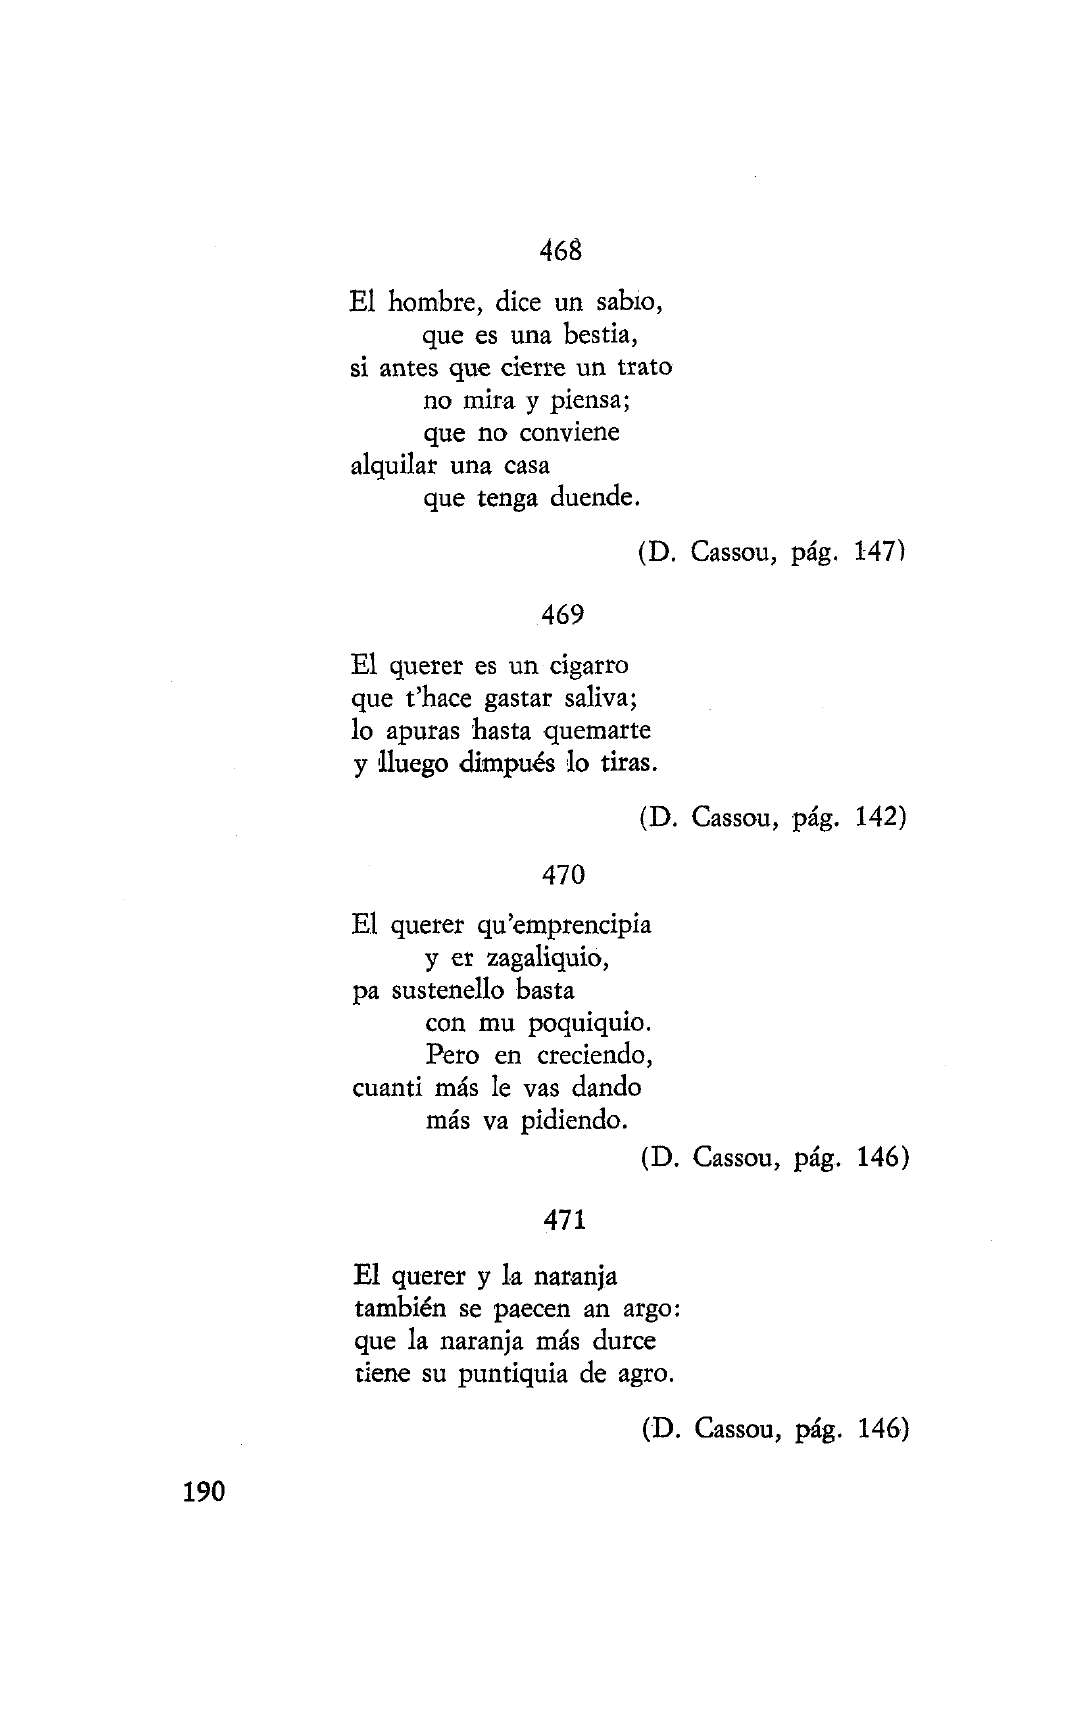 468
El hombre, dice un sabio,
que es una bestia,
si antes que cierre un trato
no mira y piensa;
que no conviene
alquilar una casa
que tenga duende.
(D. Cassou, pág. 147)
469
El querer es un cigarro
que t'hace gastar saliva;
lo apuras hasta quemarte
y lluego dimpués lo tiras.
(D. Cassou, pág. 142)
470
El querer qu'emprencipia
y er zagaliquio,
pa sustenello basta
con mu poquiquio.
Pero en creciendo,
cuanti más le vas dando
más va pidiendo.
(D. Cassou, pág. 146)
471
El querer y la naranja
también se paecen an argo:
que la naranja más durce
tiene su puntiquia de agro.
(D. Cassou, pág. 146)
190